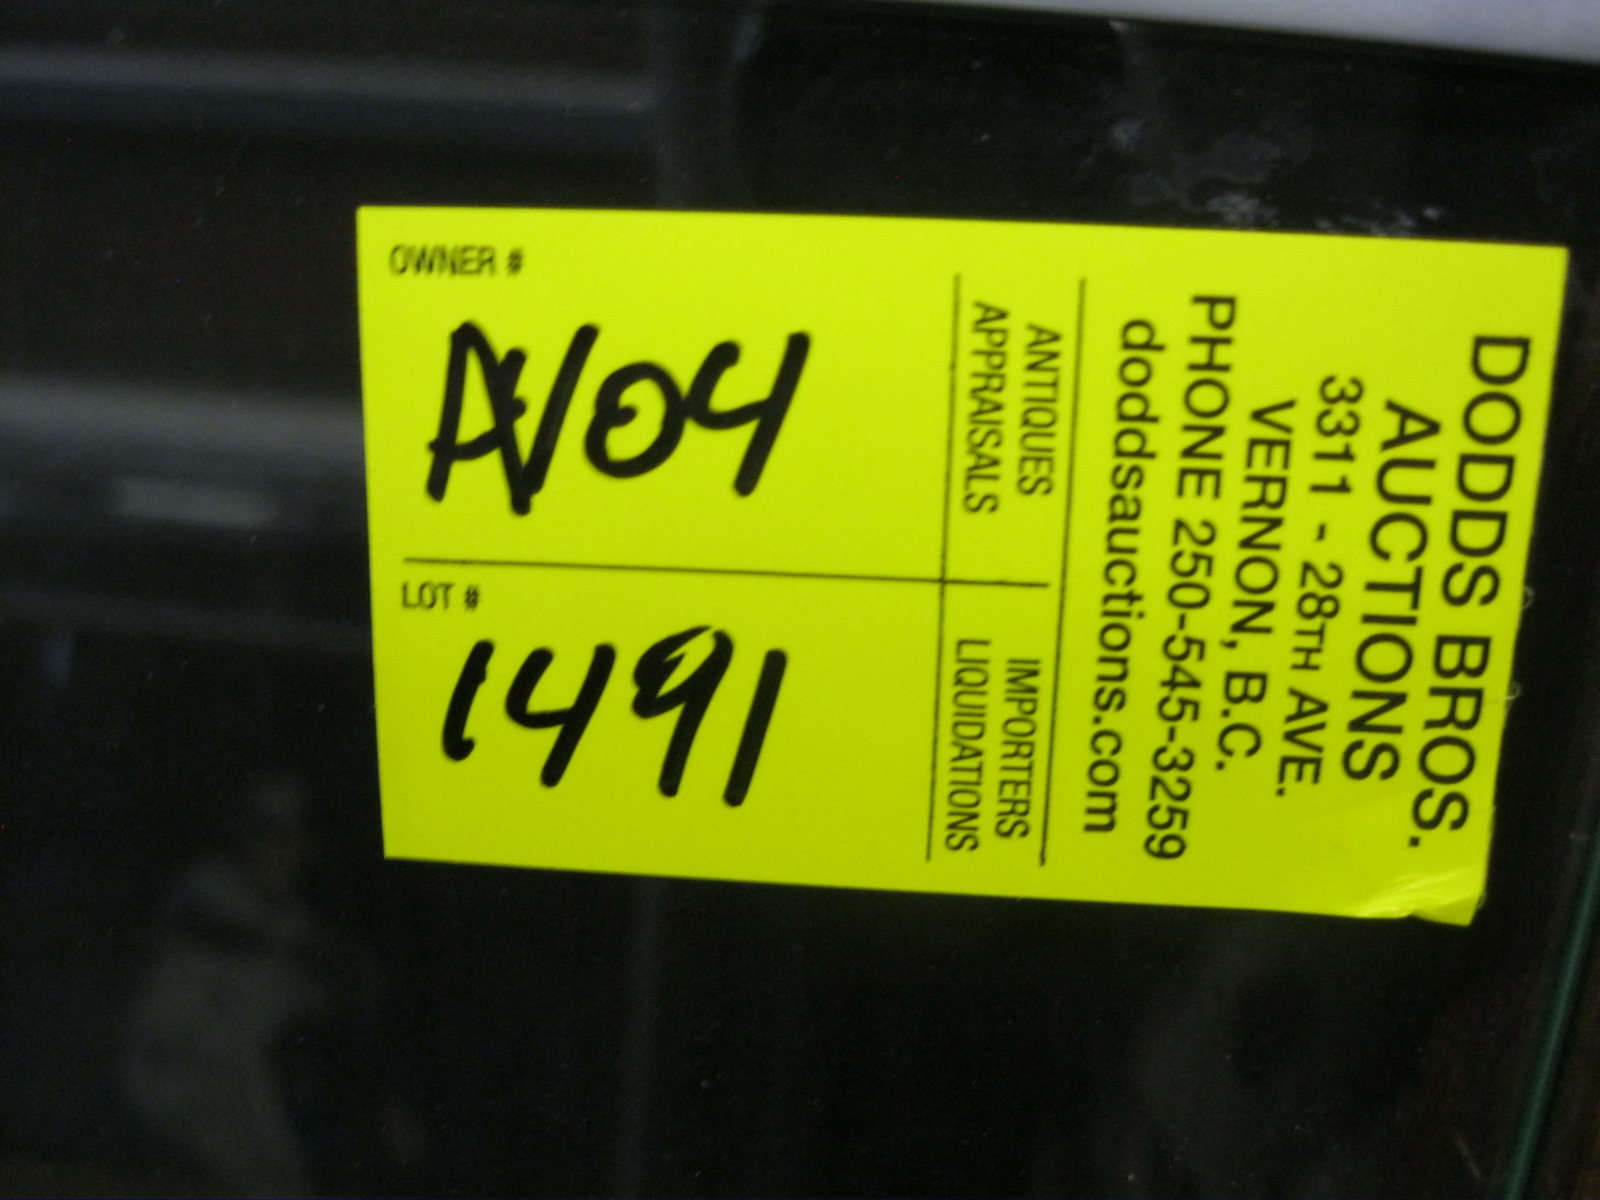 DODDS BROS.
AUCTIONS
3311 - 28TH AVE.
VERNON, B.C.
PHONE 250-545-3259
doddsauctions.com
ANTIQUES
APPRAISALS
IMPORTERS
LIQUIDATIONS
OWNER #
LOT #
1491